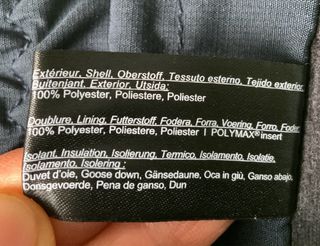 Extérieur, Shell, Oberstoff, Tessuto esterno, Tejido exterior
Buitenjant, Exterior, Utsida:
100% Polyester, Poliestere, Poliester
Doublure, Lining, Futterstoff, Fodera, Forra, Voering, Forro, Foder
100% Polyester, Poliestere, Poliester | POLYMAX® insert
Isolant, Insulation, Isolierung, Termico, Isolamento, Isolatie,
Isolamento, Isolering :
Duvet d'oie, Goose down, Gänsedaune, Oca in giù, Ganso abajo,
Donsgevoerde, Pena de ganso, Dun